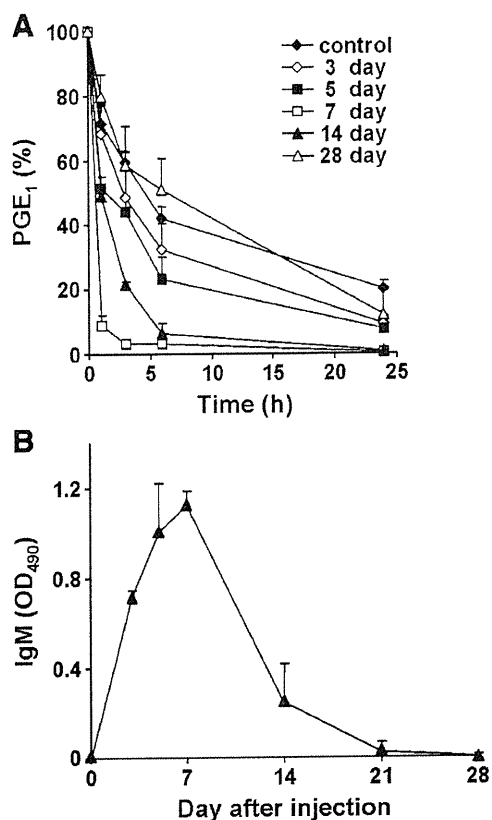 A
100
80
60
40
20
0
PGE₁ (%)
control
3 day
5 day
7 day
14 day
28 day
0 5 10 15 20 25
Time (h)
B
1.2
0.8
0.4
0
IgM (OD₄₉₀)
0 7 14 21 28
Day after injection